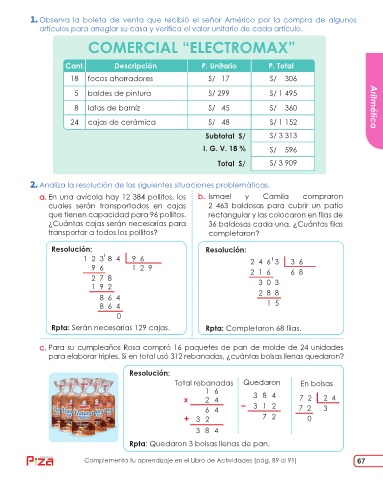 1. Observa la boleta de venta que recibió el señor Américo por la compra de algunos
artículos para arreglar su casa y verifica el valor unitario de cada artículo.
COMERCIAL “ELECTROMAX”
Cant. Descripción P. Unitario P. Total
18 focos ahorradores S/ 17 S/ 306
5 baldes de pintura S/ 299 S/ 1 495
8 latas de barniz S/ 45 S/ 360
24 cajas de cerámica S/ 48 S/ 1 152
Subtotal S/ S/ 3 313
I. G. V. 18 % S/ 596
Total S/ S/ 3 909
Aritmética
2. Analiza la resolución de las siguientes situaciones problemáticas.
a. En una avícola hay 12 384 pollitos, los
cuales serán transportados en cajas
que tienen capacidad para 96 pollitos.
¿Cuántas cajas serán necesarias para
transportar a todos los pollitos?
Resolución:
1 2 3 8 4 9 6
9 6 1 2 9
2 7 8
1 9 2
8 6 4
8 6 4
0
Rpta: Serán necesarias 129 cajas.
b. Ismael y Camila compraron
2 463 baldosas para cubrir un patio
rectangular y las colocaron en filas de
36 baldosas cada una. ¿Cuántas filas
completaron?
Resolución:
2 4 6 3 3 6
2 1 6 6 8
3 0 3
2 8 8
1 5
Rpta: Completaron 68 filas.
c. Para su cumpleaños Rosa compró 16 paquetes de pan de molde de 24 unidades
para elaborar triples. Si en total usó 312 rebanadas, ¿cuántas bolsas llenas quedaron?
Resolución:
Total rebanadas Quedaron En bolsas
1 6
x 2 4
6 4
+ 3 2
3 8 4
3 8 4
– 3 1 2
7 2
7 2 2 4
7 2 3
0
Rpta: Quedaron 3 bolsas llenas de pan.
Complementa tu aprendizaje en el Libro de Actividades (pág. 89 al 91) 67